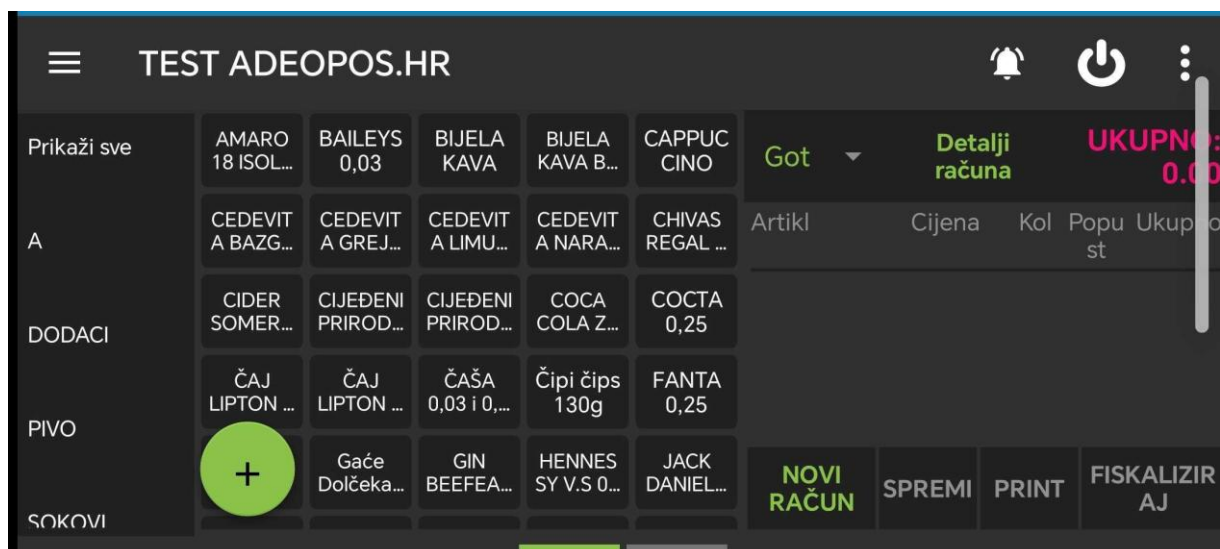 TEST ADEOPOS.HR
Prikaži sve
A
DODACI
PIVO
SOKOVI
AMARO
18 ISOL...
BAILEYS
0,03
BIJELA
KAVA
BIJELA
KAVA B...
CAPPUC
CINO
CEDEVIT
A BAZG...
CEDEVIT
A GREJ...
CEDEVIT
A LIMU...
CEDEVIT
A NARA...
CHIVAS
REGAL ...
CIDER
SOMER...
CIJEĐENI
PRIROD...
CIJEĐENI
PRIROD...
COCA
COLA Z...
COCTA
0,25
ČAJ
LIPTON ...
ČAJ
LIPTON ...
ČAŠA
0,03 i 0,...
Čipi čips
130g
FANTA
0,25
+
Gaće
Dolčeka...
GIN
BEEFEA...
HENNES
SY V.S 0...
JACK
DANIEL...
Got
Detalji
računa
UKUPNO:
0.00
Artikl Cijena Kol Popu Ukupno
st
NOVI
RAČUN
SPREMI
PRINT
FISKALIZIR
AJ